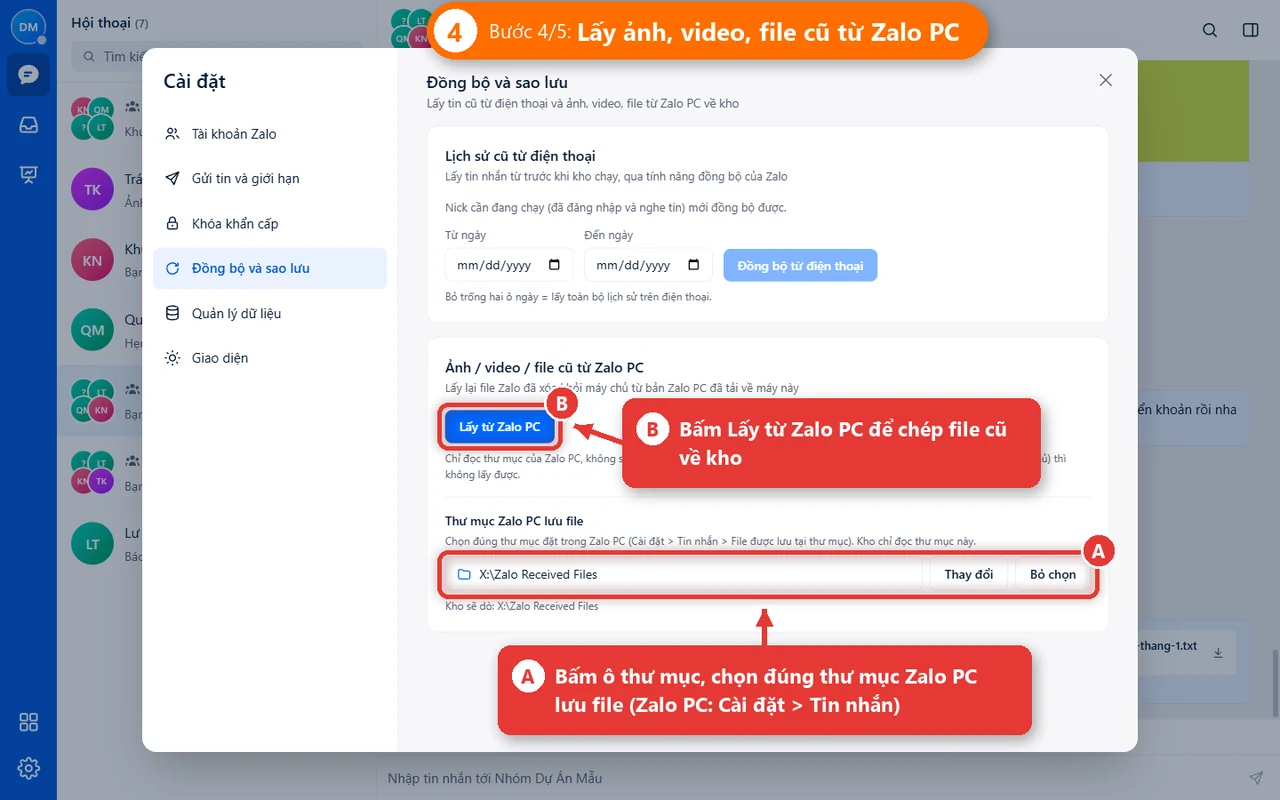 4 Bước 4/5: Lấy ảnh, video, file cũ từ Zalo PC
DM
Hội thoại (7)
Tìm
TK
KN
QM
LT
Cài đặt
Tài khoản Zalo
Gửi tin và giới hạn
Khóa khẩn cấp
Đồng bộ và sao lưu
Quản lý dữ liệu
Giao diện
Đồng bộ và sao lưu
Lấy tin cũ từ điện thoại và ảnh, video, file từ Zalo PC về kho
Lịch sử cũ từ điện thoại
Lấy tin nhắn từ trước khi kho chạy, qua tính năng đồng bộ của Zalo
Nick cần đang chạy (đã đăng nhập và nghe tin) mới đồng bộ được.
Từ ngày
Đến ngày
mm/dd/yyyy
mm/dd/yyyy
Đồng bộ từ điện thoại
Bỏ trống hai ô ngày = lấy toàn bộ lịch sử trên điện thoại.
Ảnh / video / file cũ từ Zalo PC
Lấy lại file Zalo đã xóa khỏi máy chủ từ bản Zalo PC đã tải về máy này
B
Lấy từ Zalo PC
B Bấm Lấy từ Zalo PC để chép file cũ
về kho
Chỉ đọc thư mục của Zalo PC, không
thì
không lấy được.
Thư mục Zalo PC lưu file
Chọn đúng thư mục đặt trong Zalo PC (Cài đặt > Tin nhắn > File được lưu tại thư mục). Kho chỉ đọc thư mục này.
A
X:\Zalo Received Files
Thay đổi
Bỏ chọn
Kho sẽ dò: X:\Zalo Received Files
A Bấm ô thư mục, chọn đúng thư mục Zalo PC
lưu file (Zalo PC: Cài đặt > Tin nhắn)
khoản rồi nha
-thang-1.txt
Nhập tin nhắn tới Nhóm Dự Án Mẫu